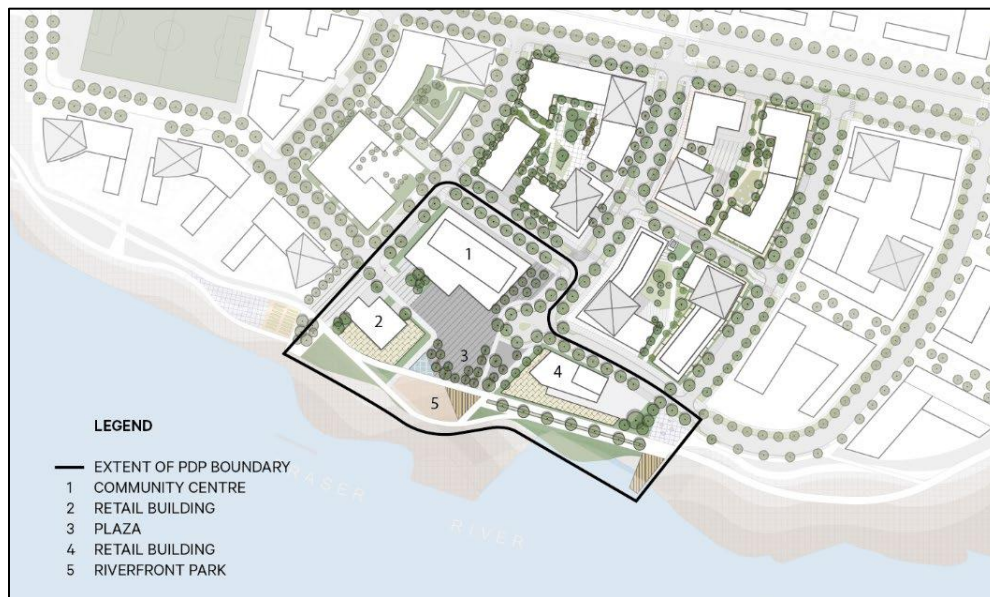 1
2
3
4
5
FRASER
RIVER
LEGEND
EXTENT OF PDP BOUNDARY
1 COMMUNITY CENTRE
2 RETAIL BUILDING
3 PLAZA
4 RETAIL BUILDING
5 RIVERFRONT PARK